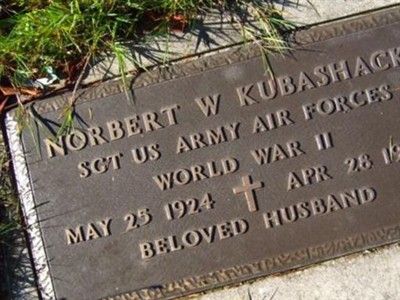 NORBERT W KUBASHACK
SGT US ARMY AIR FORCES
WORLD WAR II
MAY 25 1924 APR 28
BELOVED HUSBAND